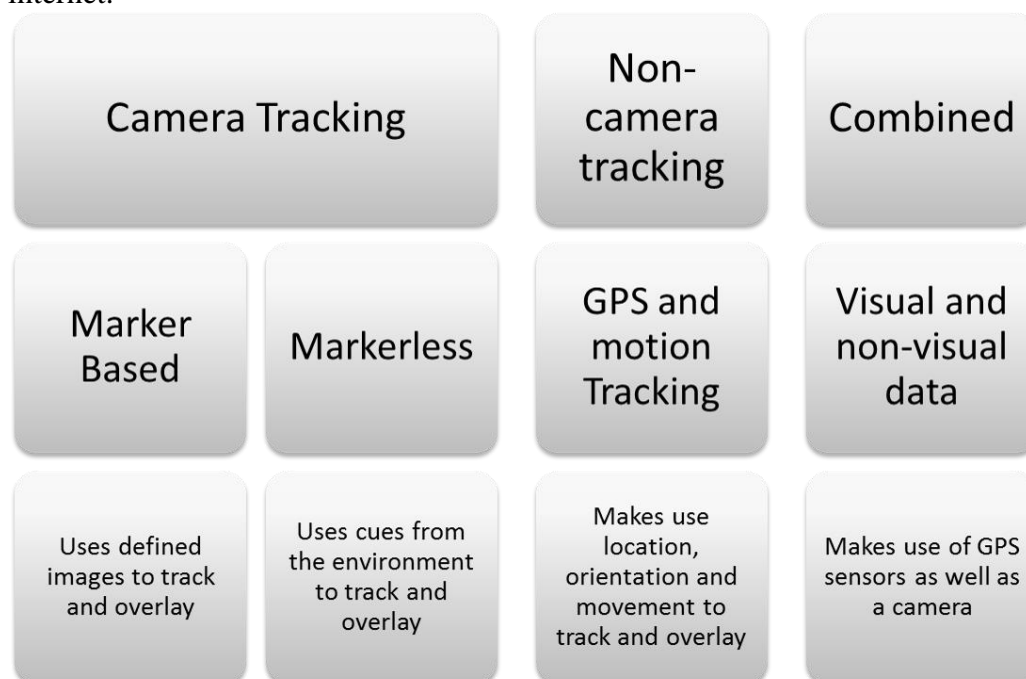 internet.
Camera Tracking
Non-
camera
tracking
Combined
Marker
Based
Markerless
GPS and
motion
Tracking
Visual and
non-visual
data
Uses defined
images to track
and overlay
Uses cues from
the environment
to track and
overlay
Makes use
location,
orientation and
movement to
track and overlay
Makes use of GPS
sensors as well as
a camera